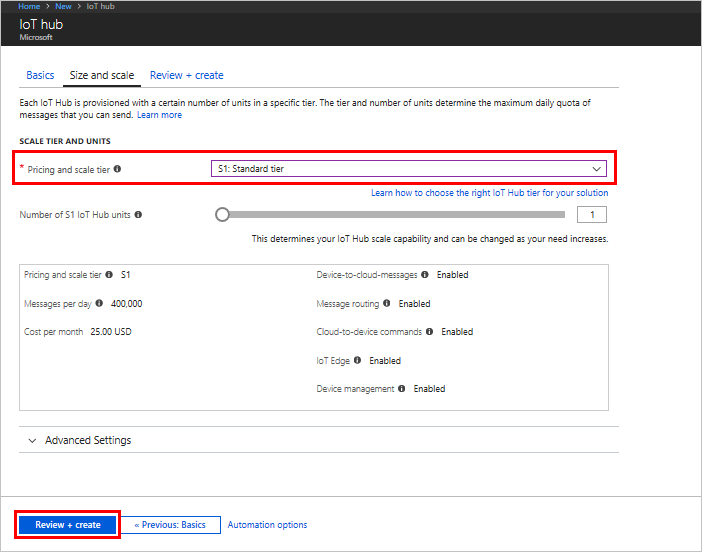 Home > New > IoT hub
IoT hub
Microsoft
Basics Size and scale Review + create
Each IoT Hub is provisioned with a certain number of units in a specific tier. The tier and number of units determine the maximum daily quota of
messages that you can send. Learn more
SCALE TIER AND UNITS
* Pricing and scale tier S1: Standard tier
Learn how to choose the right IoT Hub tier for your solution
Number of S1 IoT Hub units 1
This determines your IoT Hub scale capability and can be changed as your need increases.
Pricing and scale tier S1 Device-to-cloud-messages Enabled
Messages per day 400,000 Message routing Enabled
Cost per month 25.00 USD Cloud-to-device commands Enabled
IoT Edge Enabled
Device management Enabled
Advanced Settings
Review + create « Previous: Basics Automation options